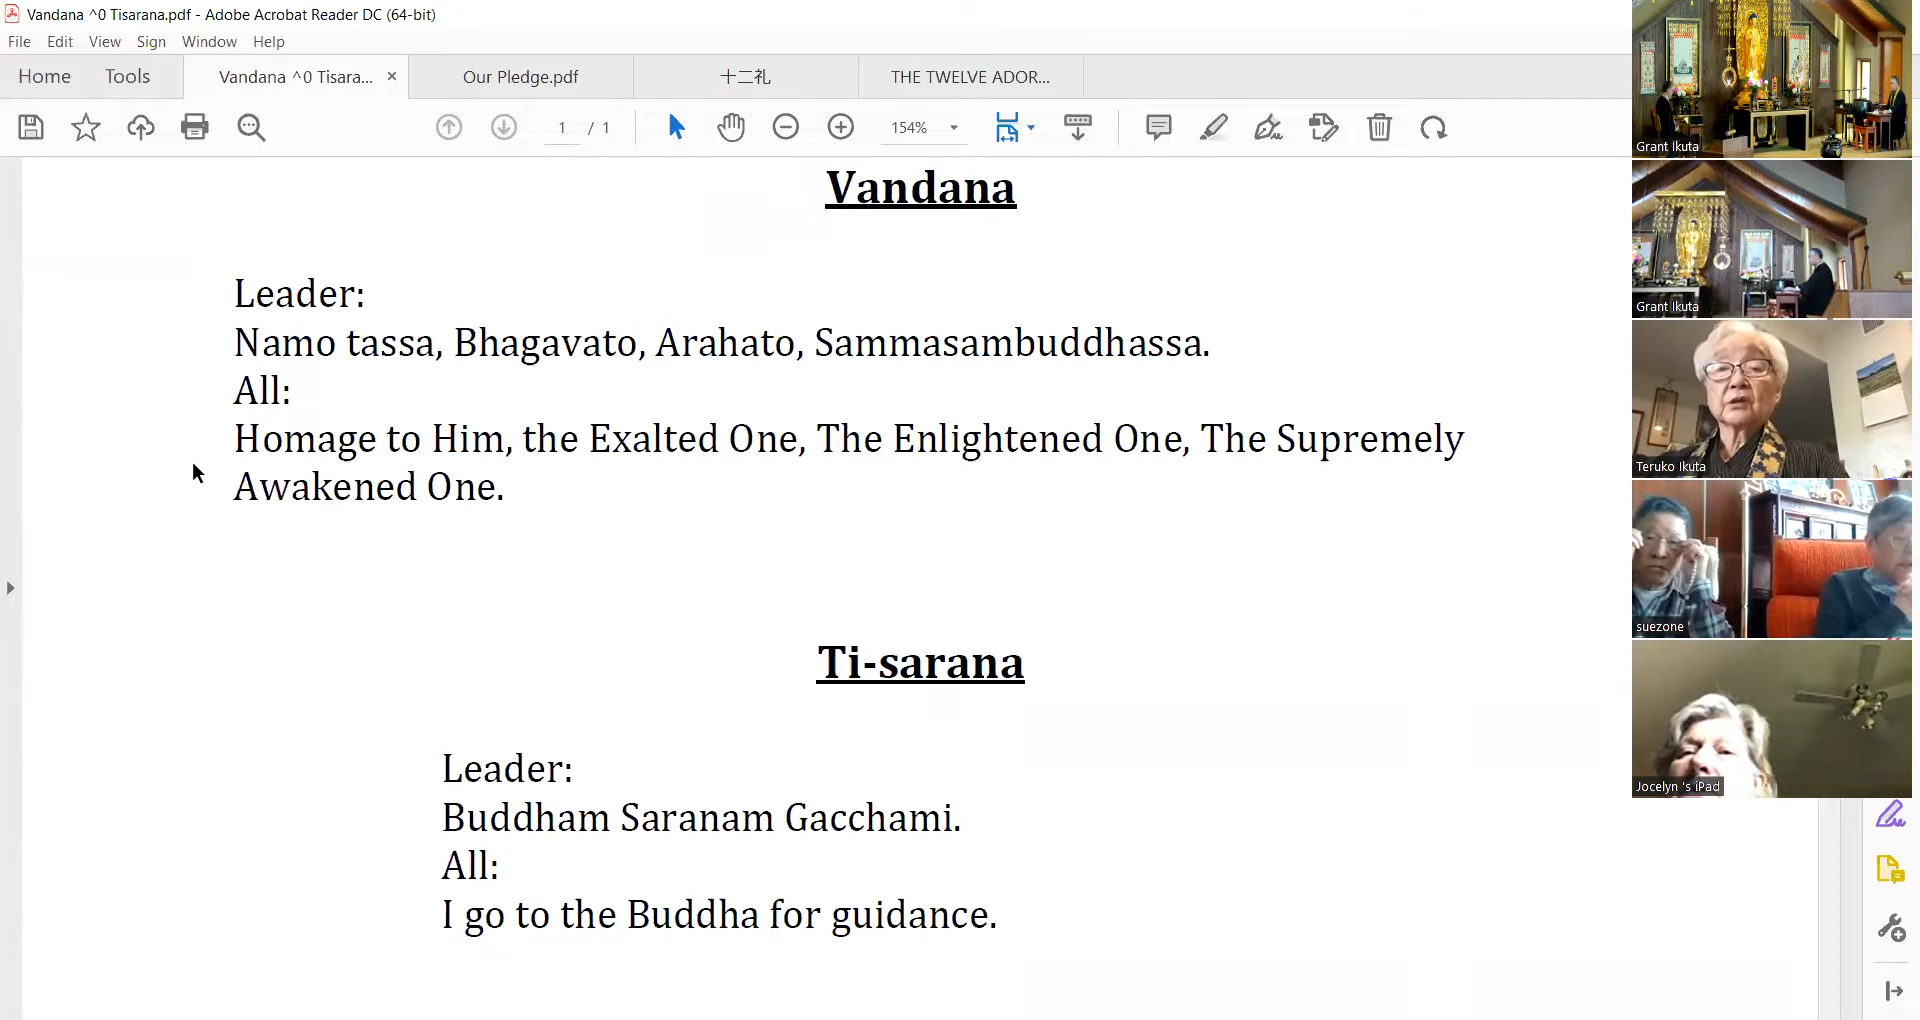 Vandana ^0 Tisarana.pdf - Adobe Acrobat Reader DC (64-bit)
File Edit View Sign Window Help
Home Tools Vandana ^0 Tisara... × Our Pledge.pdf 十二礼 THE TWELVE ADOR...
1 / 1 154%
Vandana
Leader:
Namo tassa, Bhagavato, Arahato, Sammasambuddhassa.
All:
Homage to Him, the Exalted One, The Enlightened One, The Supremely
Awakened One.
Ti-sarana
Leader:
Buddham Saranam Gacchami.
All:
I go to the Buddha for guidance.
Grant Ikuta
Grant Ikuta
Teruko Ikuta
suezone
Jocelyn 's iPad